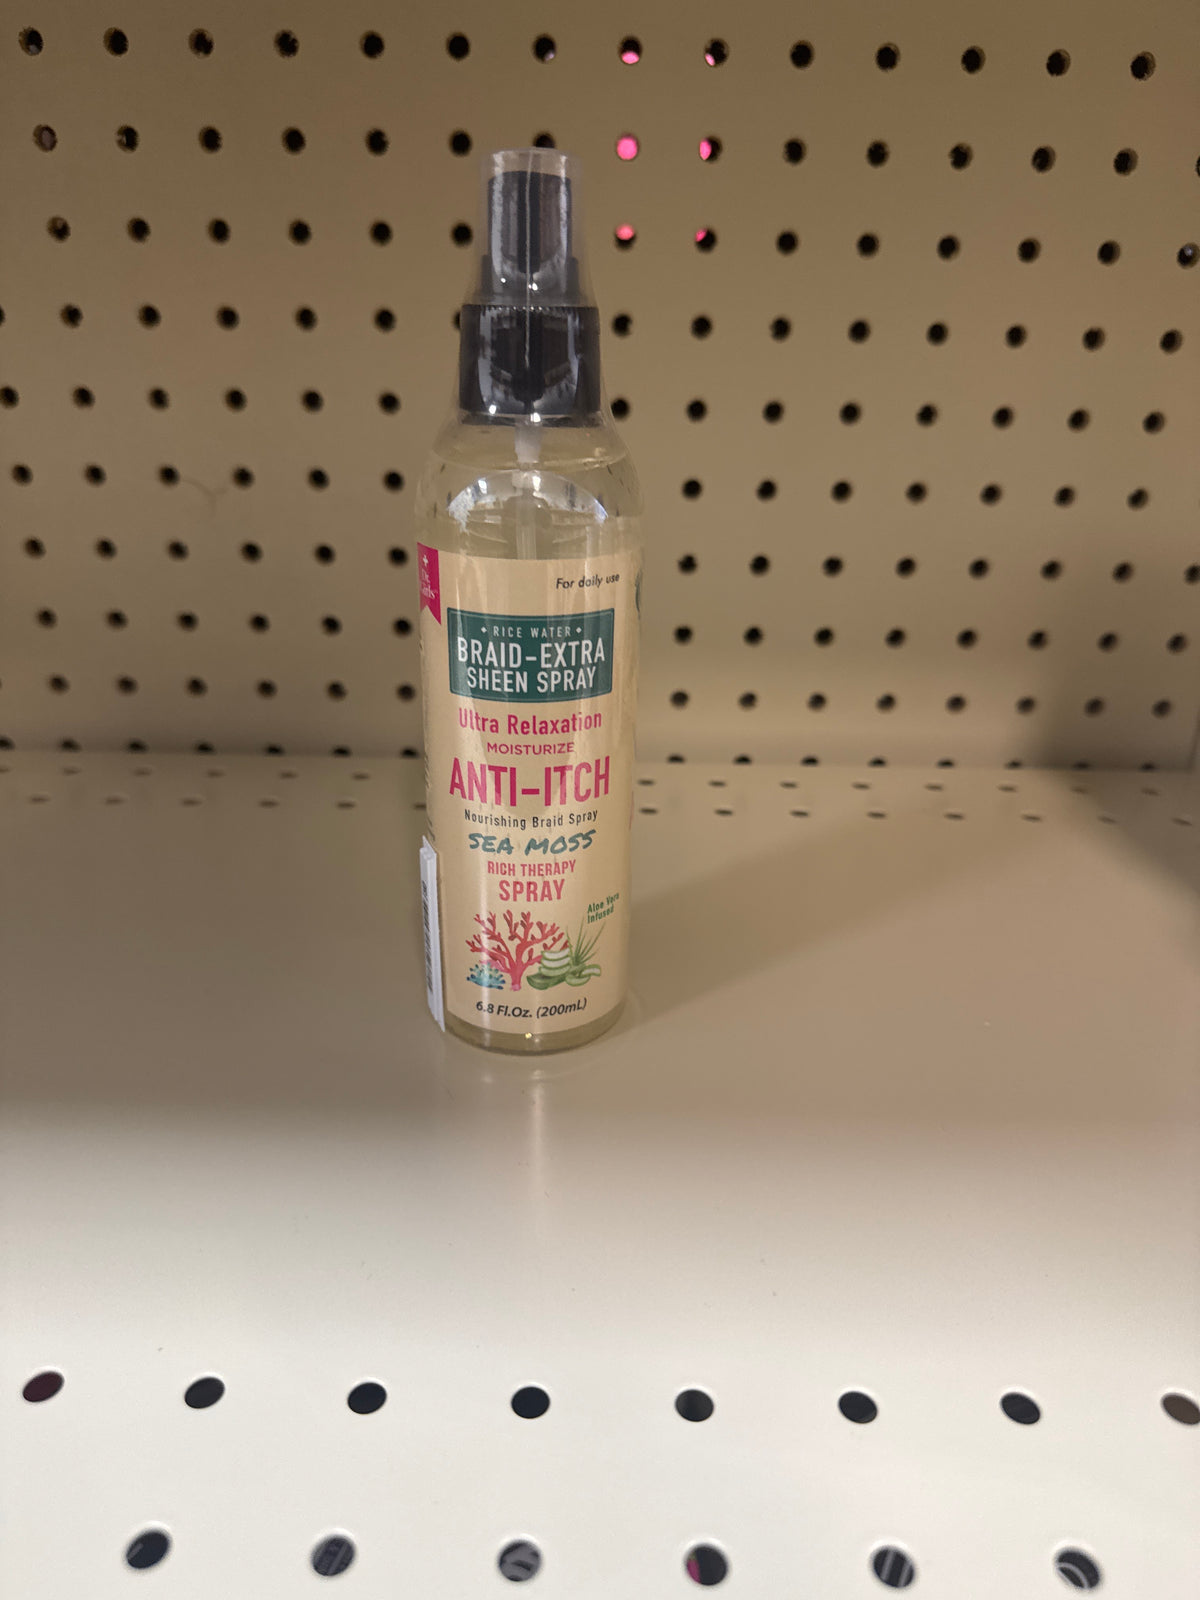 For daily use
RICE WATER
BRAID-EXTRA
SHEEN SPRAY
Ultra Relaxation
MOISTURIZE
ANTI-ITCH
Nourishing Braid Spray
SEA MOSS
RICH THERAPY
SPRAY
Aloe Vera
Infused
6.8 Fl.Oz. (200mL)